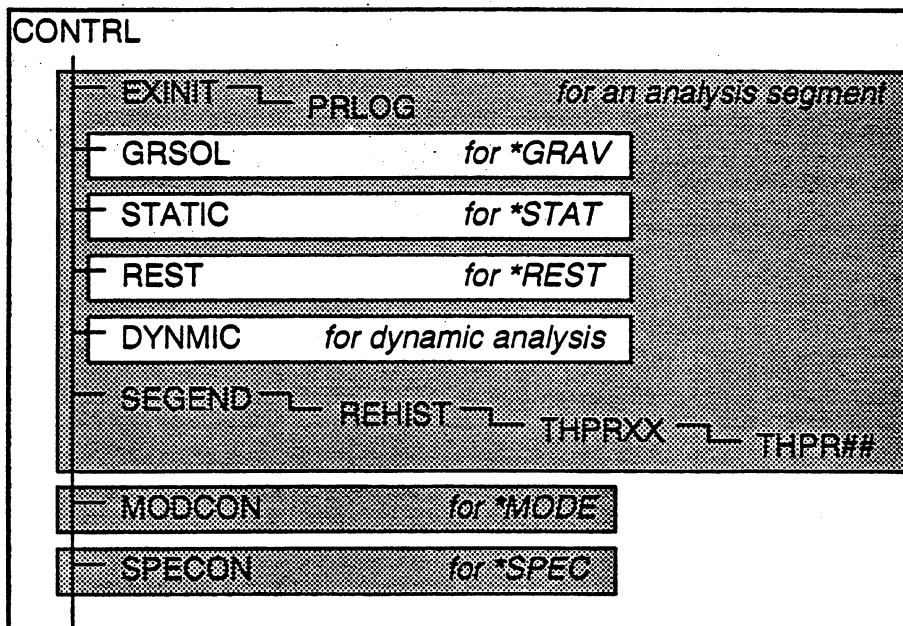 CONTRL
EXINIT PRLOG for an analysis segment
GRSOL for *GRAV
STATIC for *STAT
REST for *REST
DYNMIC for dynamic analysis
SEGEND REHIST THPRXX THPR##
MODCON for *MODE
SPECON for *SPEC